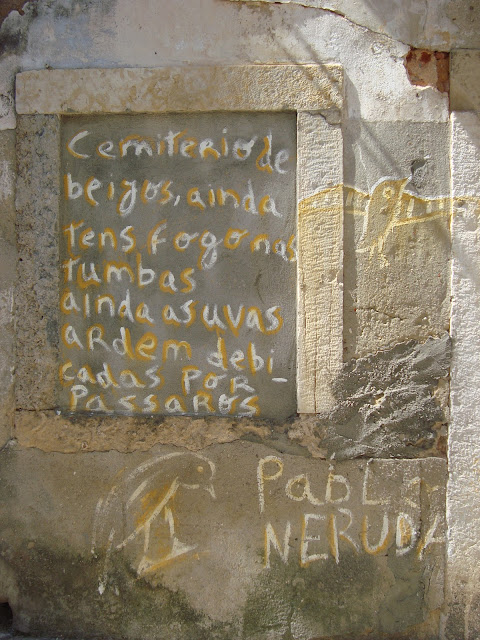 Cemiterio de
beijos, ainda
tens fogo nas
tumbas
ainda as uvas
ardem debi-
cadas por
Passaros
Pablo
NERUDA